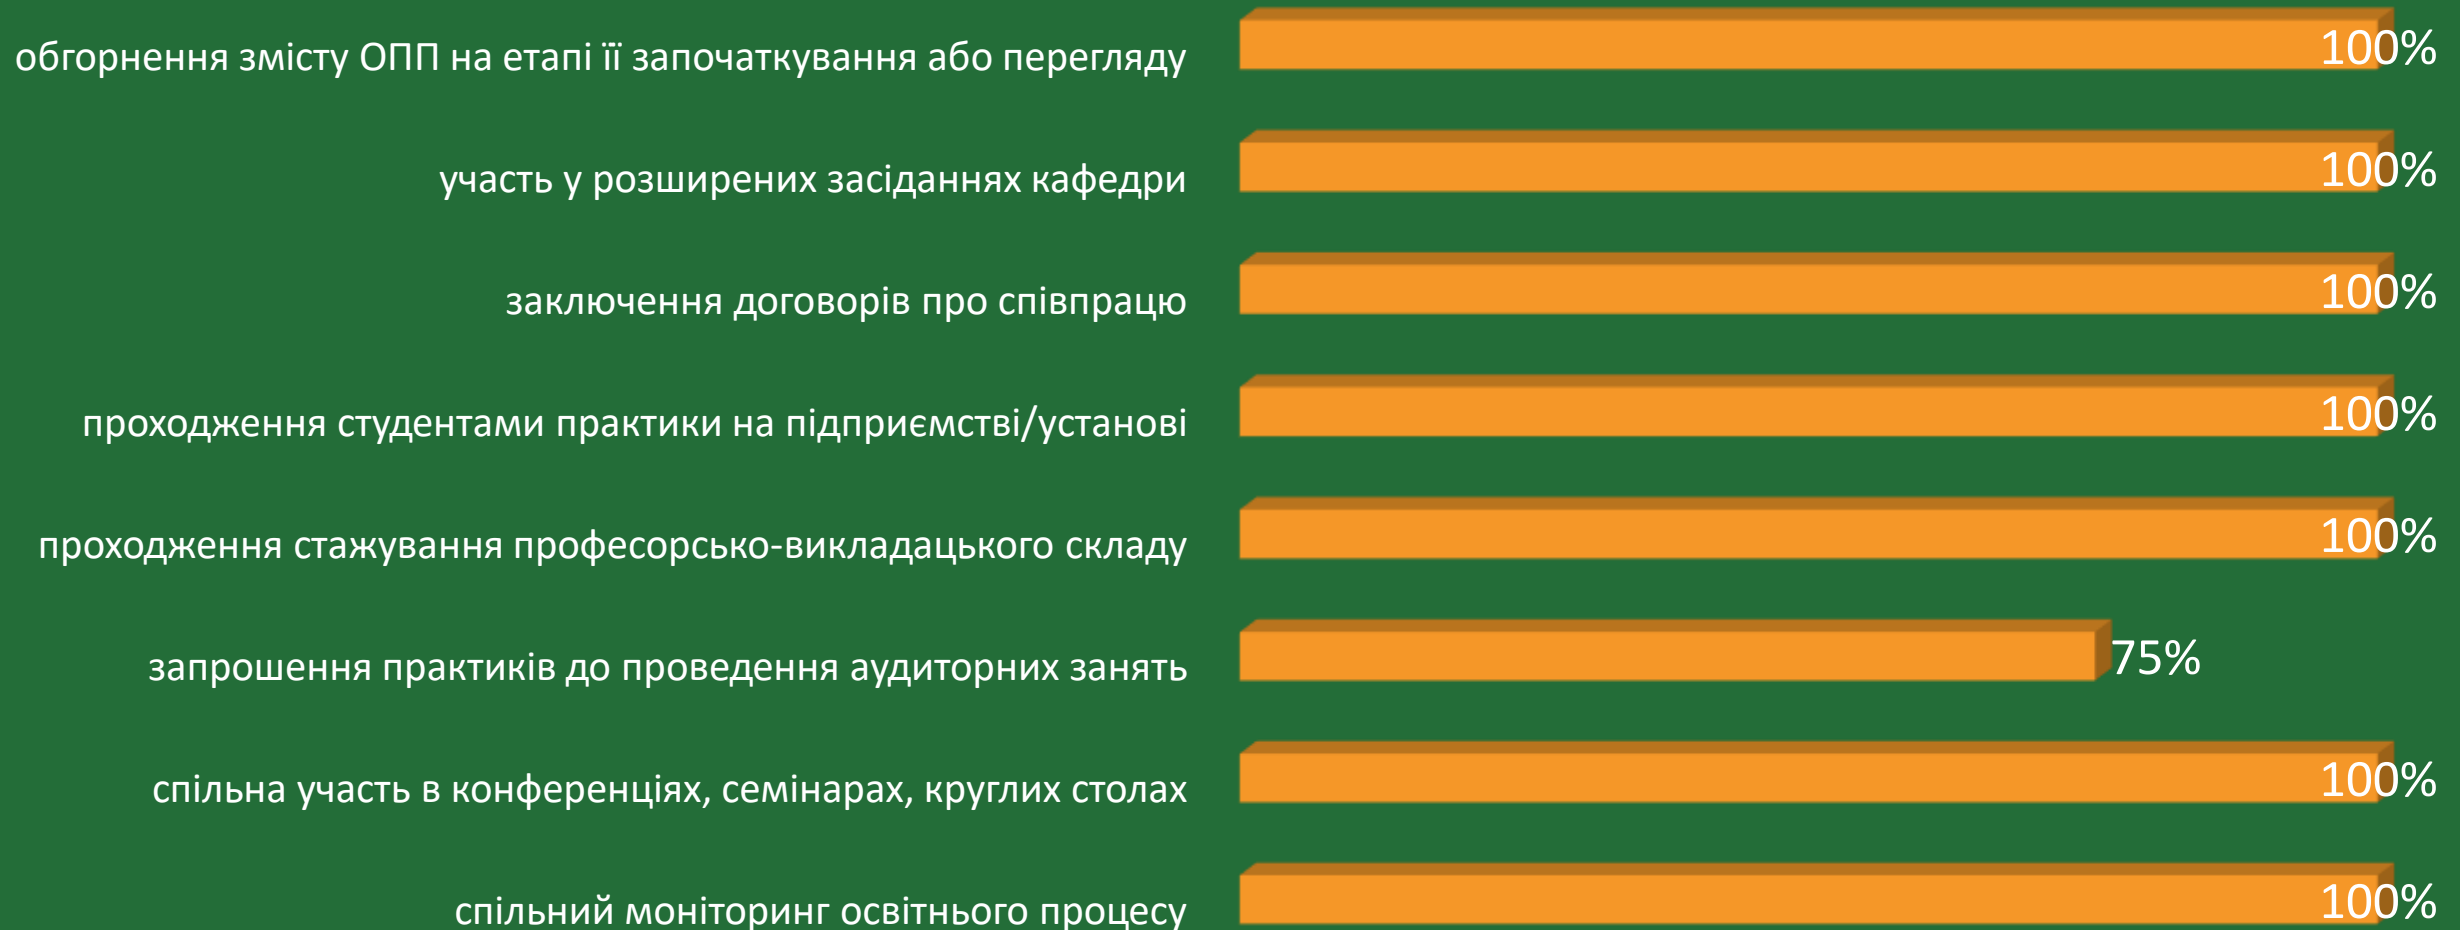 обгорнення змісту ОПП на етапі її започаткування або перегляду 100%
участь у розширених засіданнях кафедри 100%
заключення договорів про співпрацю 100%
проходження студентами практики на підприємстві/установі 100%
проходження стажування професорсько-викладацького складу 100%
запрошення практиків до проведення аудиторних занять 75%
спільна участь в конференціях, семінарах, круглих столах 100%
спільний моніторинг освітнього процесу 100%